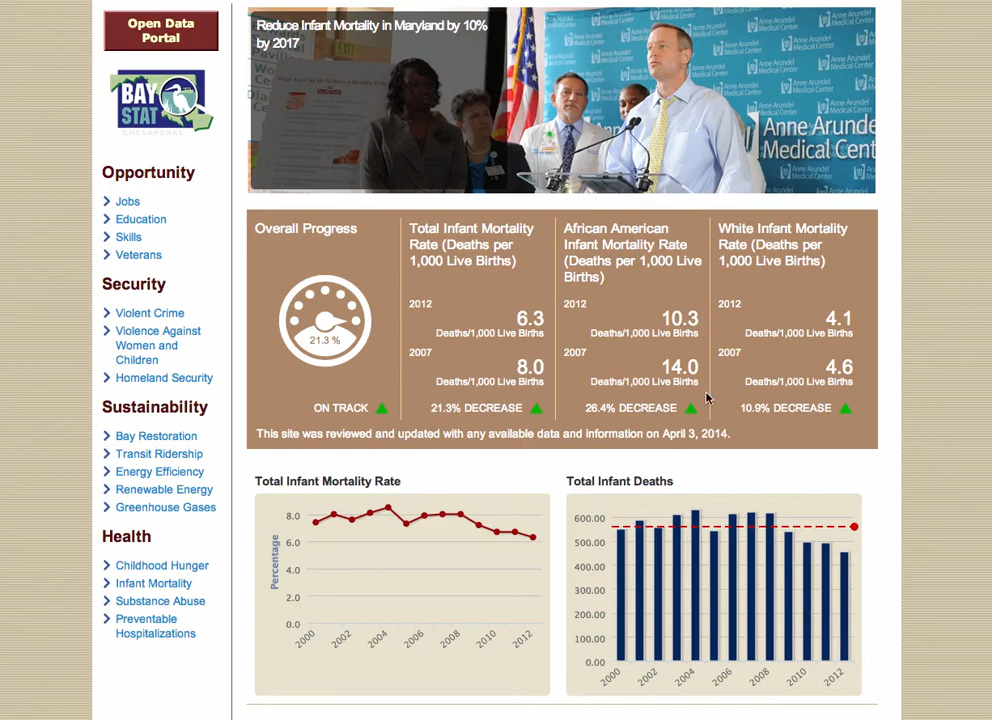 Open Data
Portal
BAY
STAT
CHESAPEAKE
Opportunity
Jobs
Education
Skills
Veterans
Security
Violent Crime
Violence Against
Women and
Children
Homeland Security
Sustainability
Bay Restoration
Transit Ridership
Energy Efficiency
Renewable Energy
Greenhouse Gases
Health
Childhood Hunger
Infant Mortality
Substance Abuse
Preventable
Hospitalizations
Reduce Infant Mortality in Maryland by 10%
by 2017
Anne Arundel
Medical Center
Overall Progress
21.3 %
ON TRACK
Total Infant Mortality
Rate (Deaths per
1,000 Live Births)
2012
6.3
Deaths/1,000 Live Births
2007
8.0
Deaths/1,000 Live Births
21.3% DECREASE
African American
Infant Mortality Rate
(Deaths per 1,000 Live
Births)
2012
10.3
Deaths/1,000 Live Births
2007
14.0
Deaths/1,000 Live Births
26.4% DECREASE
White Infant Mortality
Rate (Deaths per
1,000 Live Births)
2012
4.1
Deaths/1,000 Live Births
2007
4.6
Deaths/1,000 Live Births
10.9% DECREASE
This site was reviewed and updated with any available data and information on April 3, 2014.
Total Infant Mortality Rate
Percentage
8.0
6.0
4.0
2.0
0.0
2000 2002 2004 2006 2008 2010 2012
Total Infant Deaths
600.00
500.00
400.00
300.00
200.00
100.00
0.00
2000 2002 2004 2006 2008 2010 2012